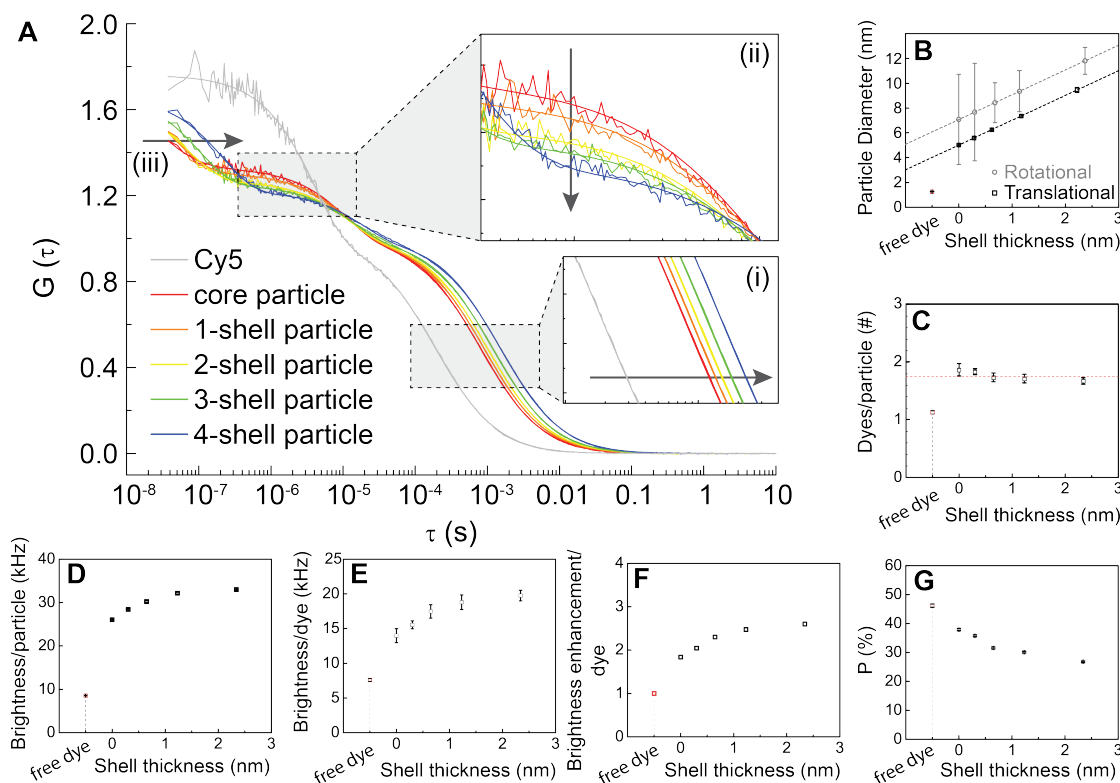 A
G (τ)
2.0
1.6
1.2
0.8
0.4
0.0
10-8
10-7
10-6
10-5
10-4
10-3
0.01
0.1
1
10
τ (s)
(iii)
(ii)
(i)
Cy5
core particle
1-shell particle
2-shell particle
3-shell particle
4-shell particle
B
Particle Diameter (nm)
12
10
8
6
4
2
0
Rotational
Translational
free dye
0 1 2 3
Shell thickness (nm)
C
Dyes/particle (#)
3
2
1
0
free dye
0 1 2 3
Shell thickness (nm)
D
Brightness/particle (kHz)
40
30
20
10
0
free dye
0 1 2 3
Shell thickness (nm)
E
Brightness/dye (kHz)
25
20
15
10
5
0
free dye
0 1 2 3
Shell thickness (nm)
F
Brightness enhancement/
dye
4
3
2
1
0
free dye
0 1 2 3
Shell thickness (nm)
G
P (%)
50
40
30
20
10
0
free dye
0 1 2 3
Shell thickness (nm)